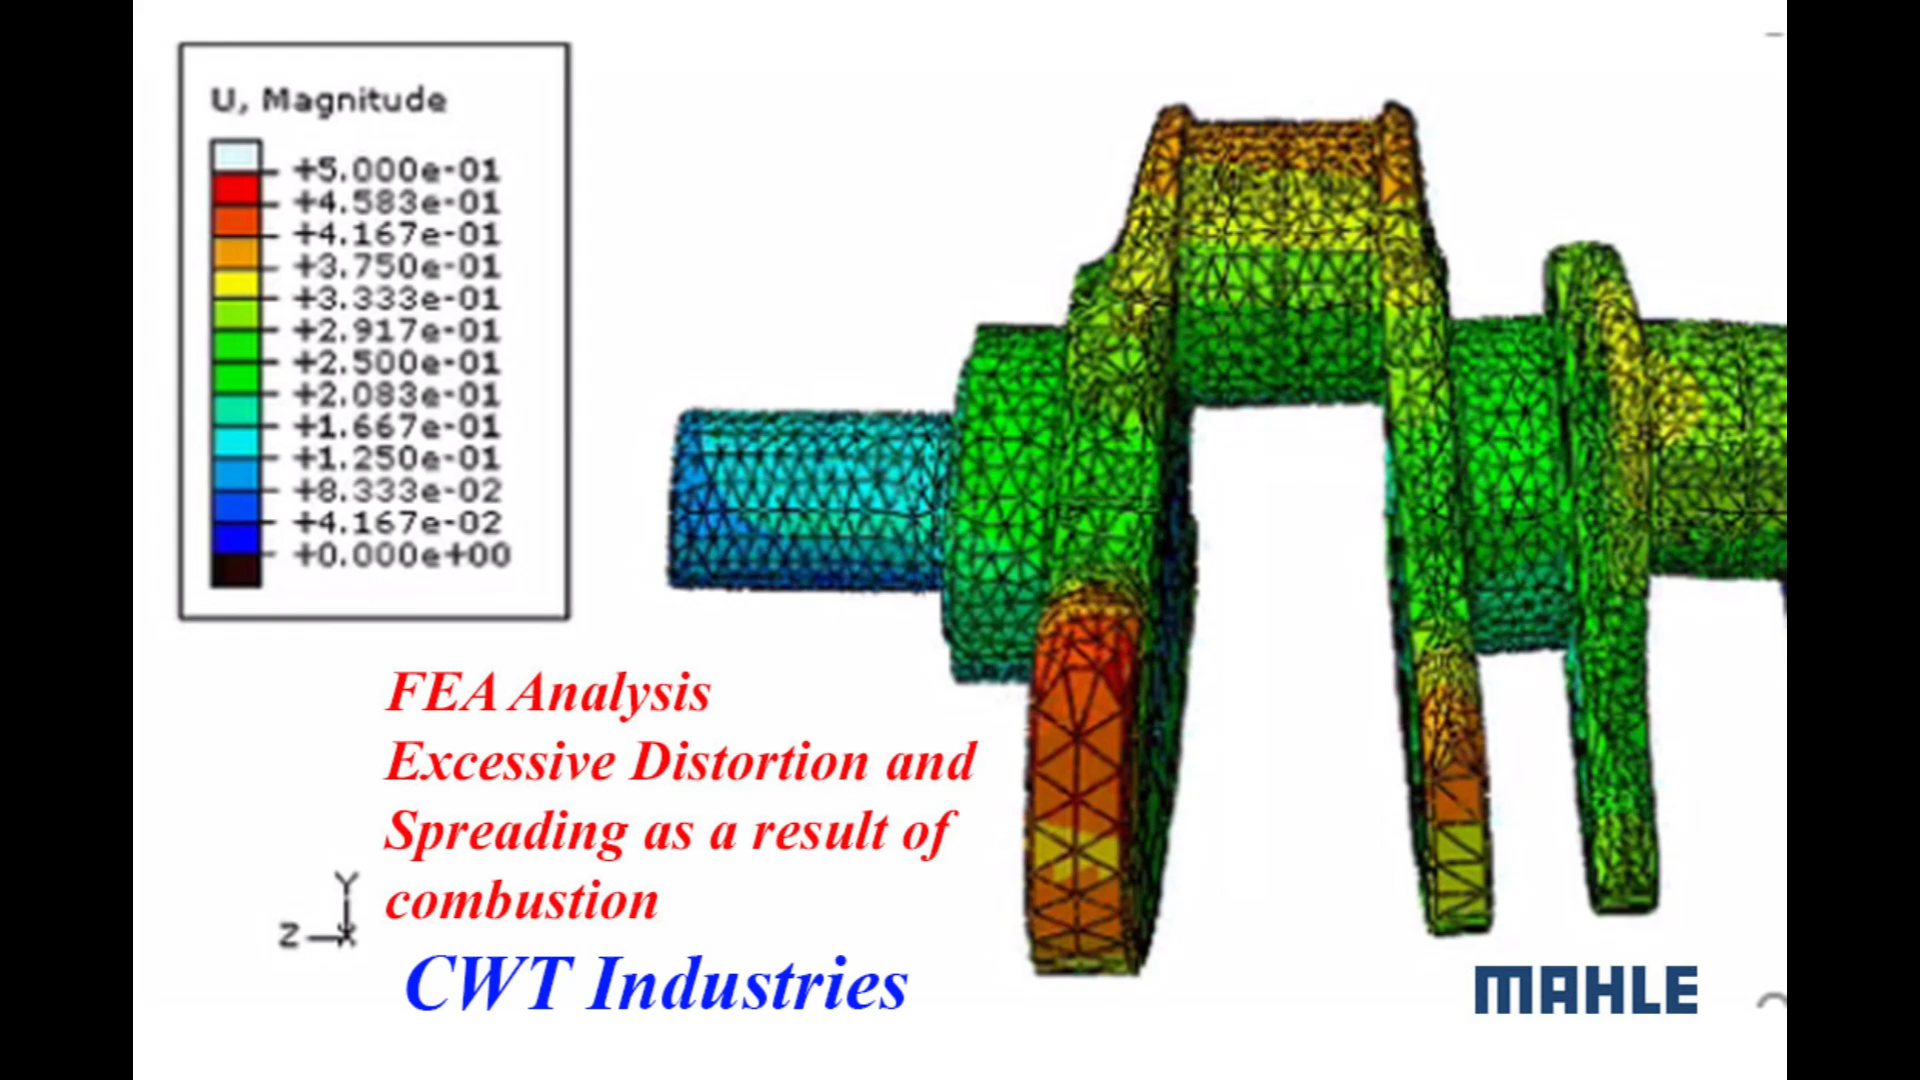 U, Magnitude
+5.000e-01
+4.583e-01
+4.167e-01
+3.750e-01
+3.333e-01
+2.917e-01
+2.500e-01
+2.083e-01
+1.667e-01
+1.250e-01
+8.333e-02
+4.167e-02
+0.000e+00
FEA Analysis
Excessive Distortion and
Spreading as a result of
combustion
Y
Z X
CWT Industries
MAHLE